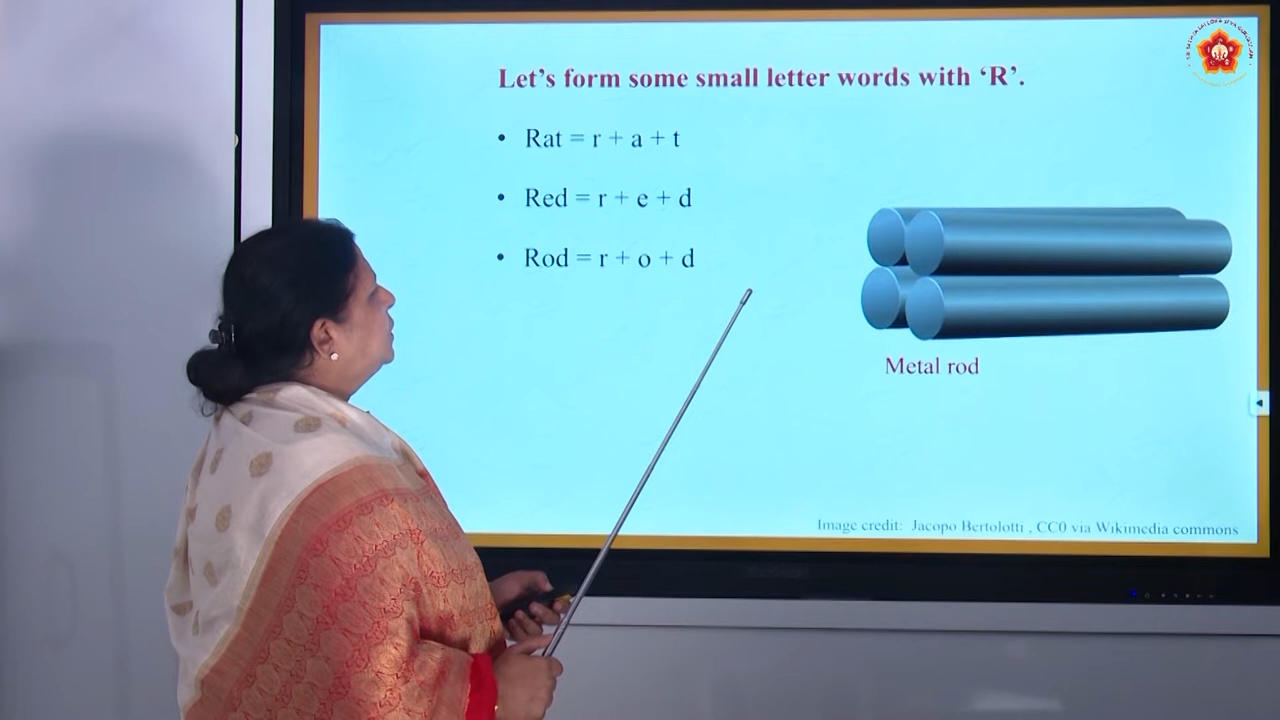 Let's form some small letter words with ‘R’.
• Rat = r + a + t
• Red = r + e + d
• Rod = r + o + d
Metal rod
Image credit: Jacopo Bertolotti , CC0 via Wikimedia commons